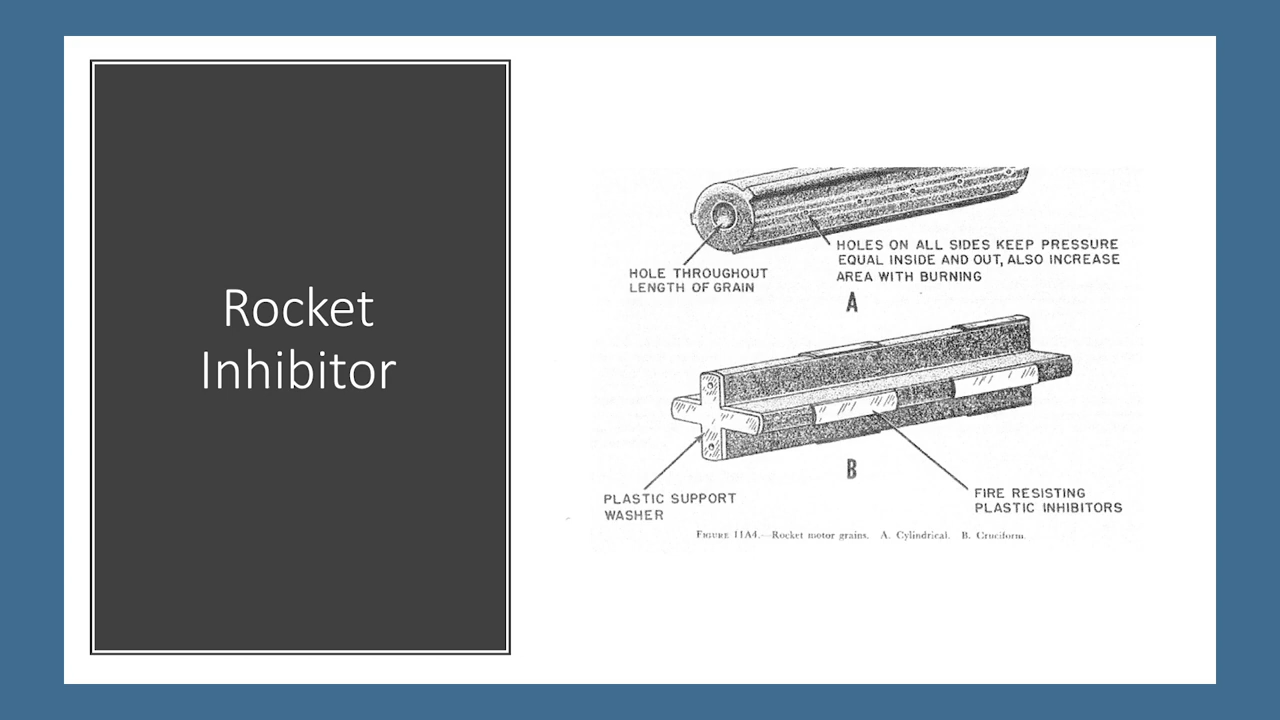 Rocket
Inhibitor
HOLES ON ALL SIDES KEEP PRESSURE
EQUAL INSIDE AND OUT, ALSO INCREASE
AREA WITH BURNING
HOLE THROUGHOUT
LENGTH OF GRAIN
A
B
PLASTIC SUPPORT
WASHER
FIRE RESISTING
PLASTIC INHIBITORS
FIGURE 11A4.—Rocket motor grains. A. Cylindrical. B. Cruciform.